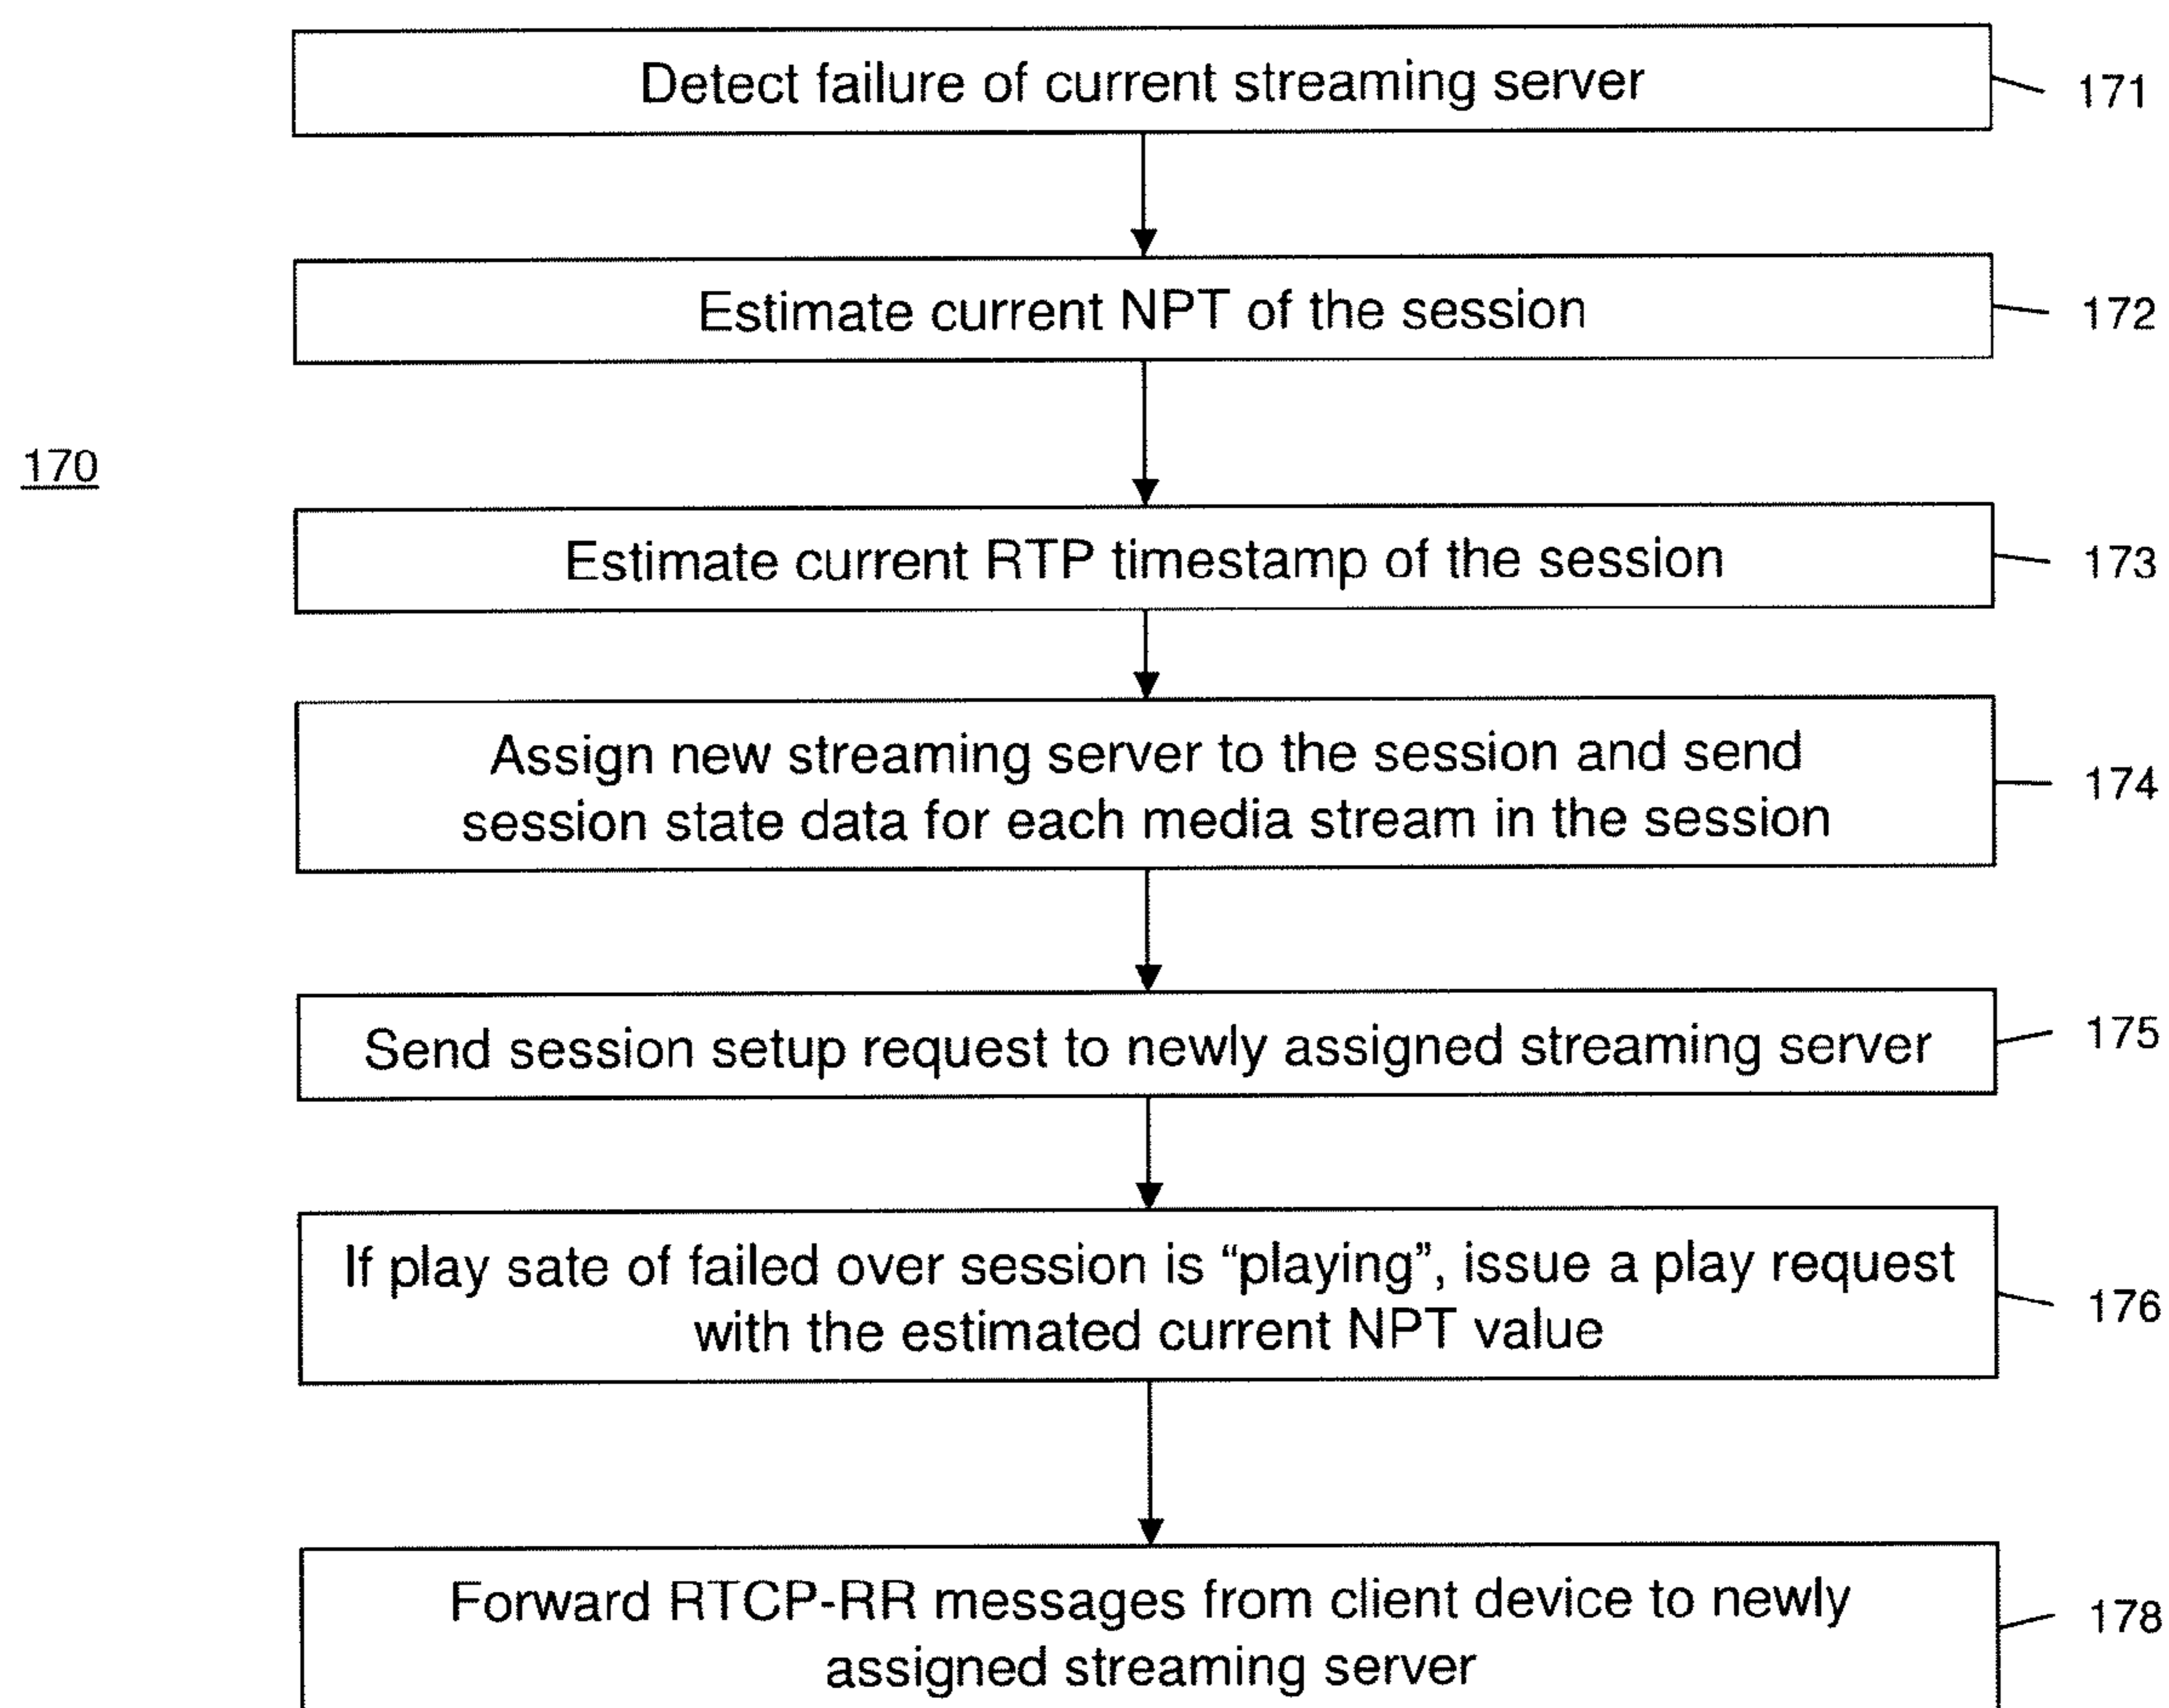 Detect failure of current streaming server
171
Estimate current NPT of the session
172
170
Estimate current RTP timestamp of the session
173
Assign new streaming server to the session and send
session state data for each media stream in the session
174
Send session setup request to newly assigned streaming server
175
If play sate of failed over session is “playing”, issue a play request
with the estimated current NPT value
176
Forward RTCP-RR messages from client device to newly
assigned streaming server
178